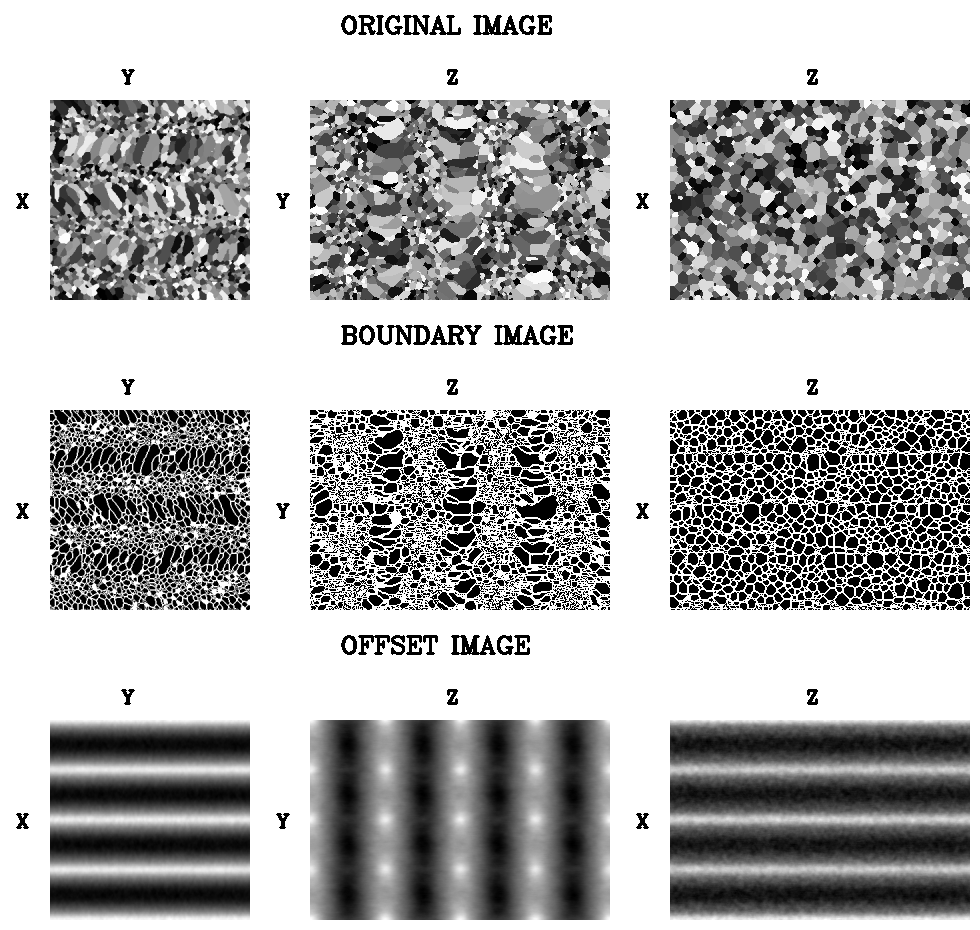 ORIGINAL IMAGE
Y Z Z
X Y X
BOUNDARY IMAGE
Y Z Z
X Y X
OFFSET IMAGE
Y Z Z
X Y X